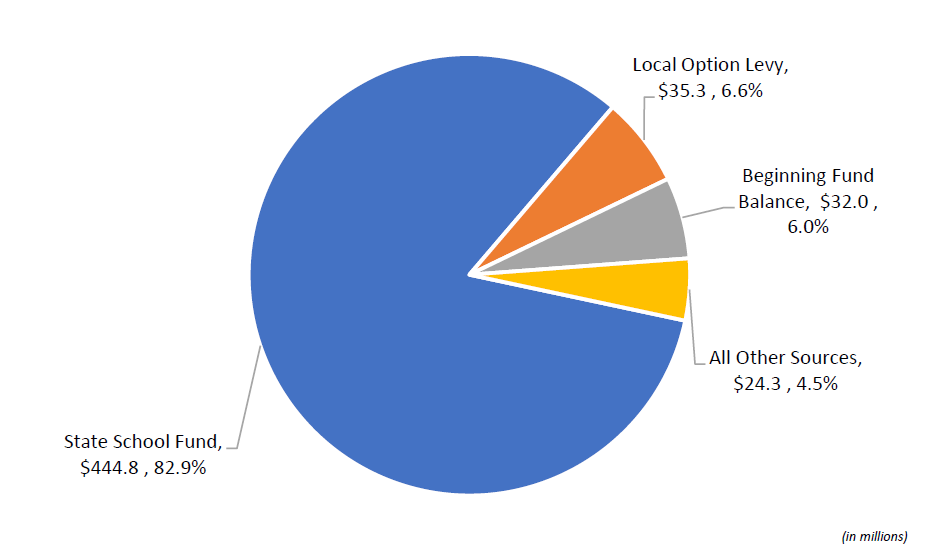 Local Option Levy,
$35.3 , 6.6%
Beginning Fund
Balance,  $32.0 ,
6.0%
All Other Sources,
$24.3 , 4.5%
State School Fund,
$444.8 , 82.9%
(in millions)